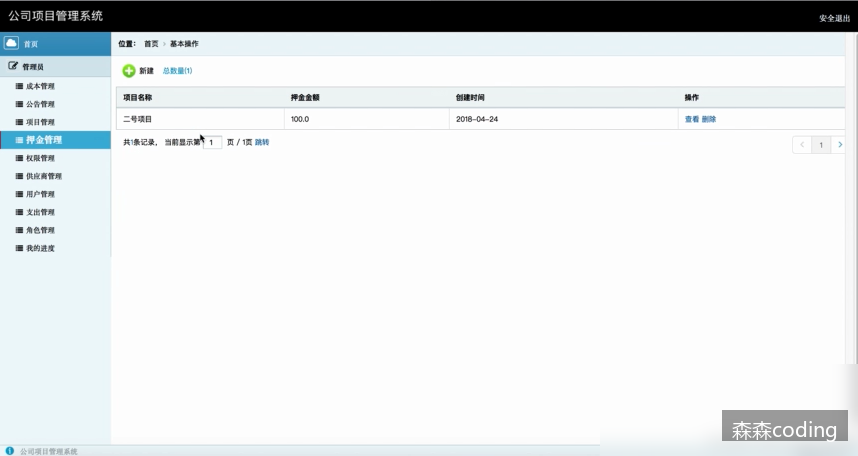 公司项目管理系统
安全退出
首页
位置： 首页 › 基本操作
管理员
新建 总数量(1)
成本管理
公告管理
项目管理
押金管理
权限管理
供应商管理
用户管理
支出管理
角色管理
我的进度
项目名称 押金金额 创建时间 操作
二号项目 100.0 2018-04-24 查看 删除
共1条记录， 当前显示第 1 页 / 1页 跳转
‹ 1 ›
森森coding
公司项目管理系统